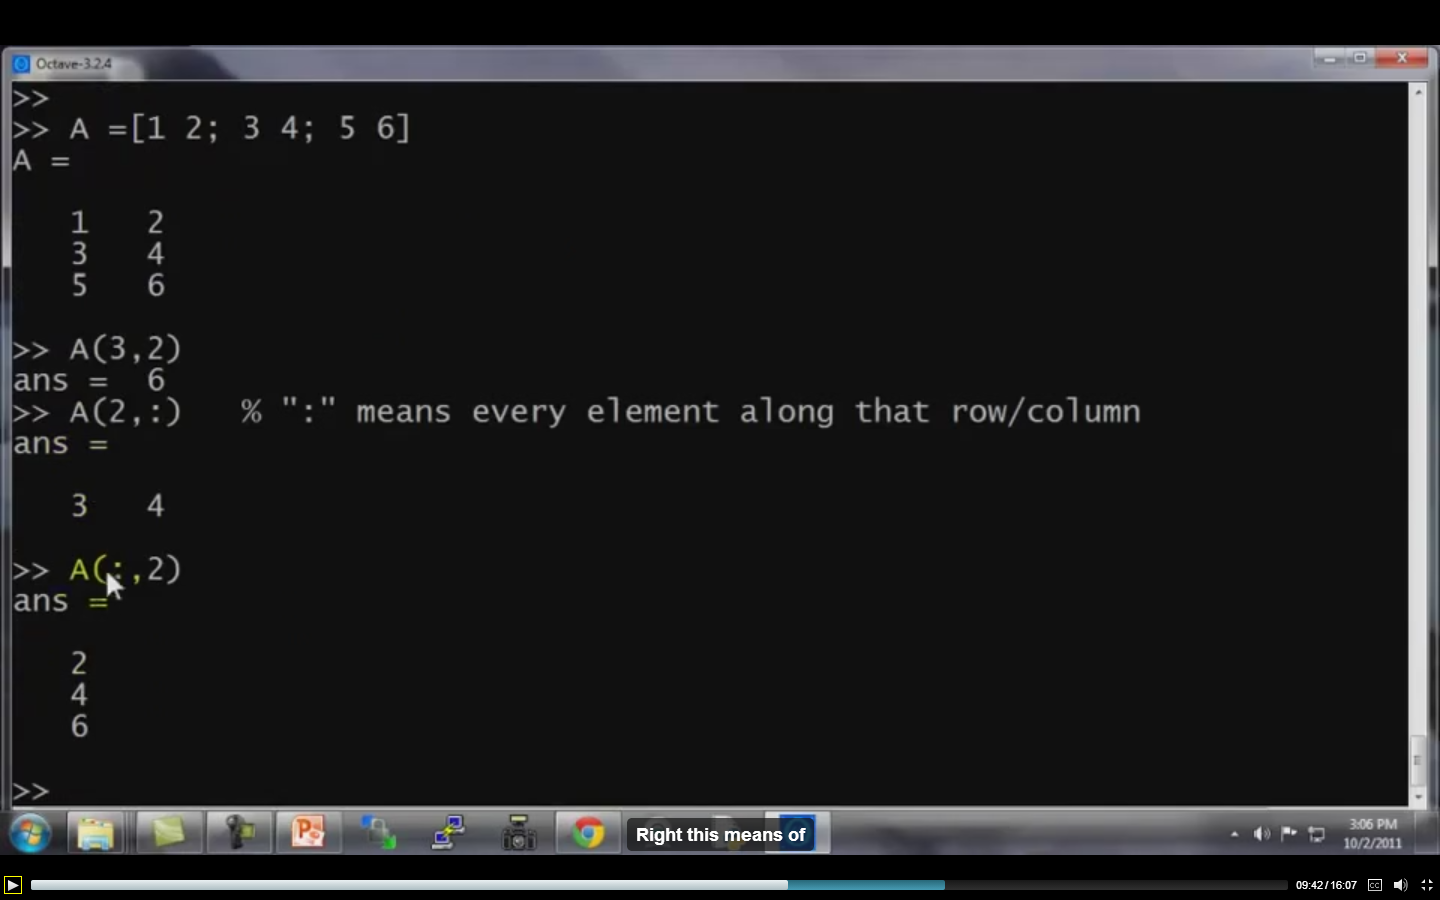 Octave-3.2.4
>>
>> A =[1 2; 3 4; 5 6]
A =
1 2
3 4
5 6
>> A(3,2)
ans = 6
>> A(2,:) % ":" means every element along that row/column
ans =
3 4
>> A(:,2)
ans =
2
4
6
>>
Right this means of
3:06 PM
10/2/2011
09:42/16:07
CC